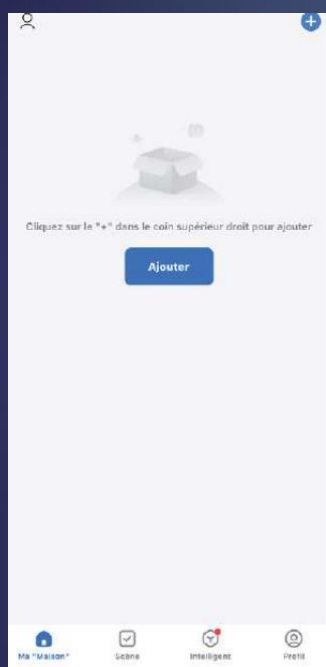 Cliquez sur le "+" dans le coin supérieur droit pour ajouter
Ajouter
Ma "Maison"
Scène
Intelligent
Profil